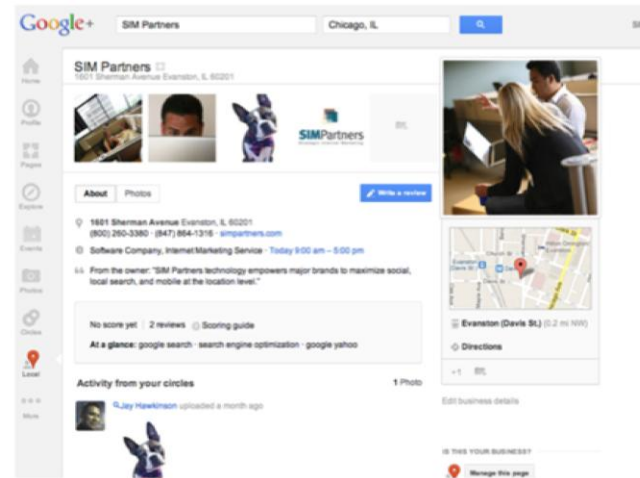 Google+
SIM Partners
Chicago, IL
SIM Partners
1601 Sherman Avenue Evanston, IL 60201
Home
Profile
Pages
Explore
Events
Photos
Circles
Local
More
SIMPartners
About
Photos
Write a review
1601 Sherman Avenue Evanston, IL 60201
(800) 260-3380 · (847) 864-1316 · simpartners.com
Software Company, Internet Marketing Service · Today 9:00 am – 5:00 pm
From the owner: "SIM Partners technology empowers major brands to maximize social,
local search, and mobile at the location level."
No score yet
2 reviews
Scoring guide
At a glance: google search · search engine optimization · google yahoo
Activity from your circles
1 Photo
Jay Hawkinson uploaded a month ago
Evanston (Davis St.) (0.2 mi NW)
Directions
+1
Edit business details
IS THIS YOUR BUSINESS?
Manage this page